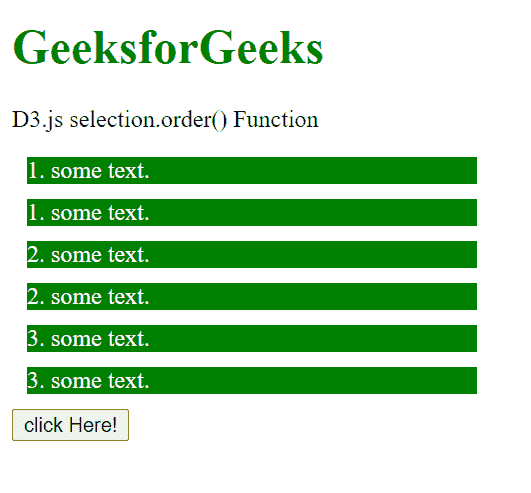 GeeksforGeeks
D3.js selection.order() Function
1. some text.
1. some text.
2. some text.
2. some text.
3. some text.
3. some text.
click Here!